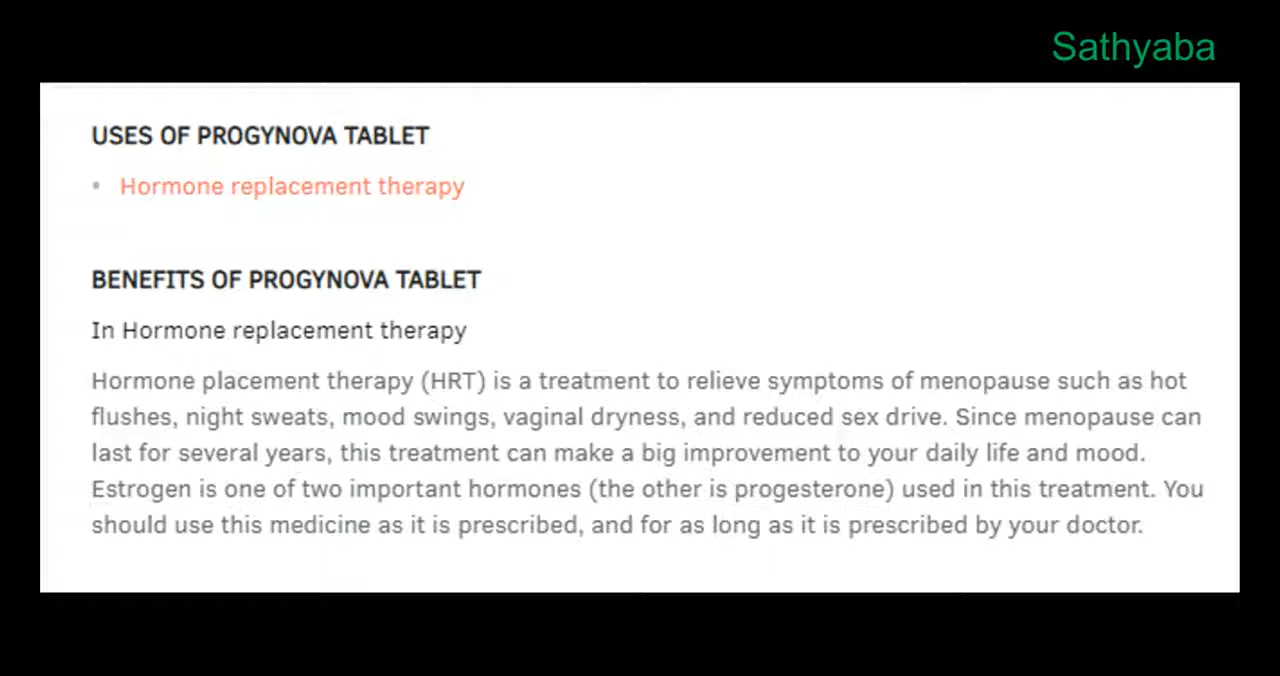 Sathyaba
USES OF PROGYNOVA TABLET
• Hormone replacement therapy
BENEFITS OF PROGYNOVA TABLET
In Hormone replacement therapy
Hormone placement therapy (HRT) is a treatment to relieve symptoms of menopause such as hot
flushes, night sweats, mood swings, vaginal dryness, and reduced sex drive. Since menopause can
last for several years, this treatment can make a big improvement to your daily life and mood.
Estrogen is one of two important hormones (the other is progesterone) used in this treatment. You
should use this medicine as it is prescribed, and for as long as it is prescribed by your doctor.